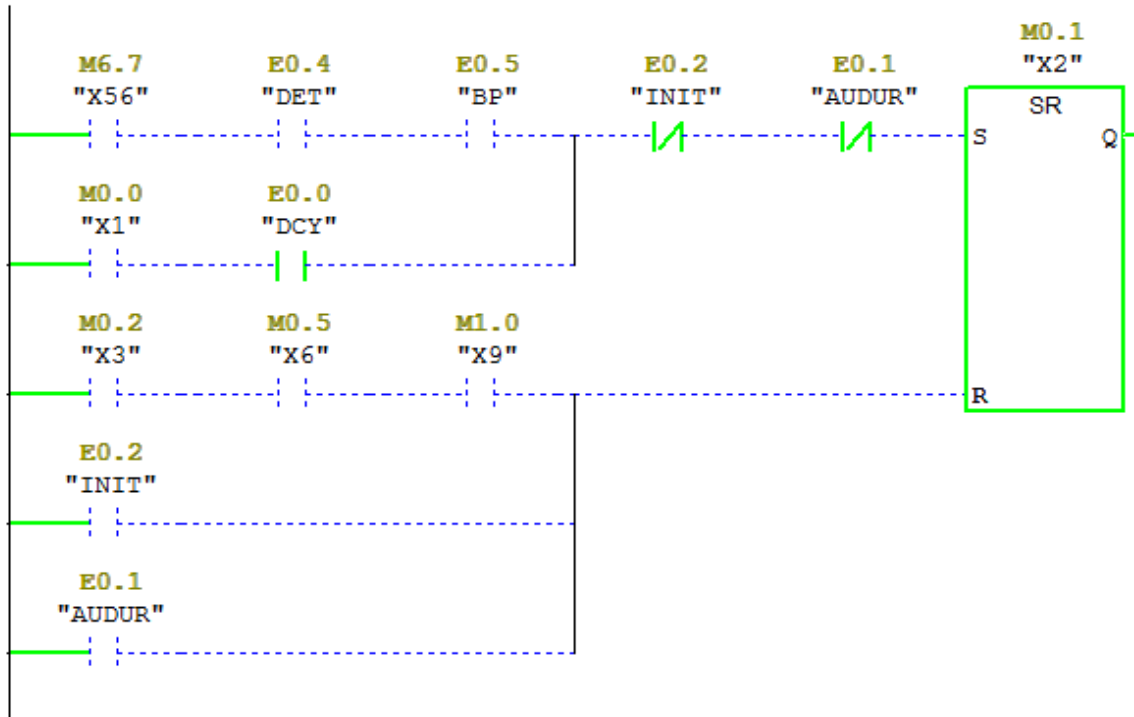 M0.1
M6.7 E0.4 E0.5 E0.2 E0.1 "X2"
"X56" "DET" "BP" "INIT" "AUDUR" SR
S Q
M0.0 E0.0
"X1" "DCY"
M0.2 M0.5 M1.0
"X3" "X6" "X9"
R
E0.2
"INIT"
E0.1
"AUDUR"